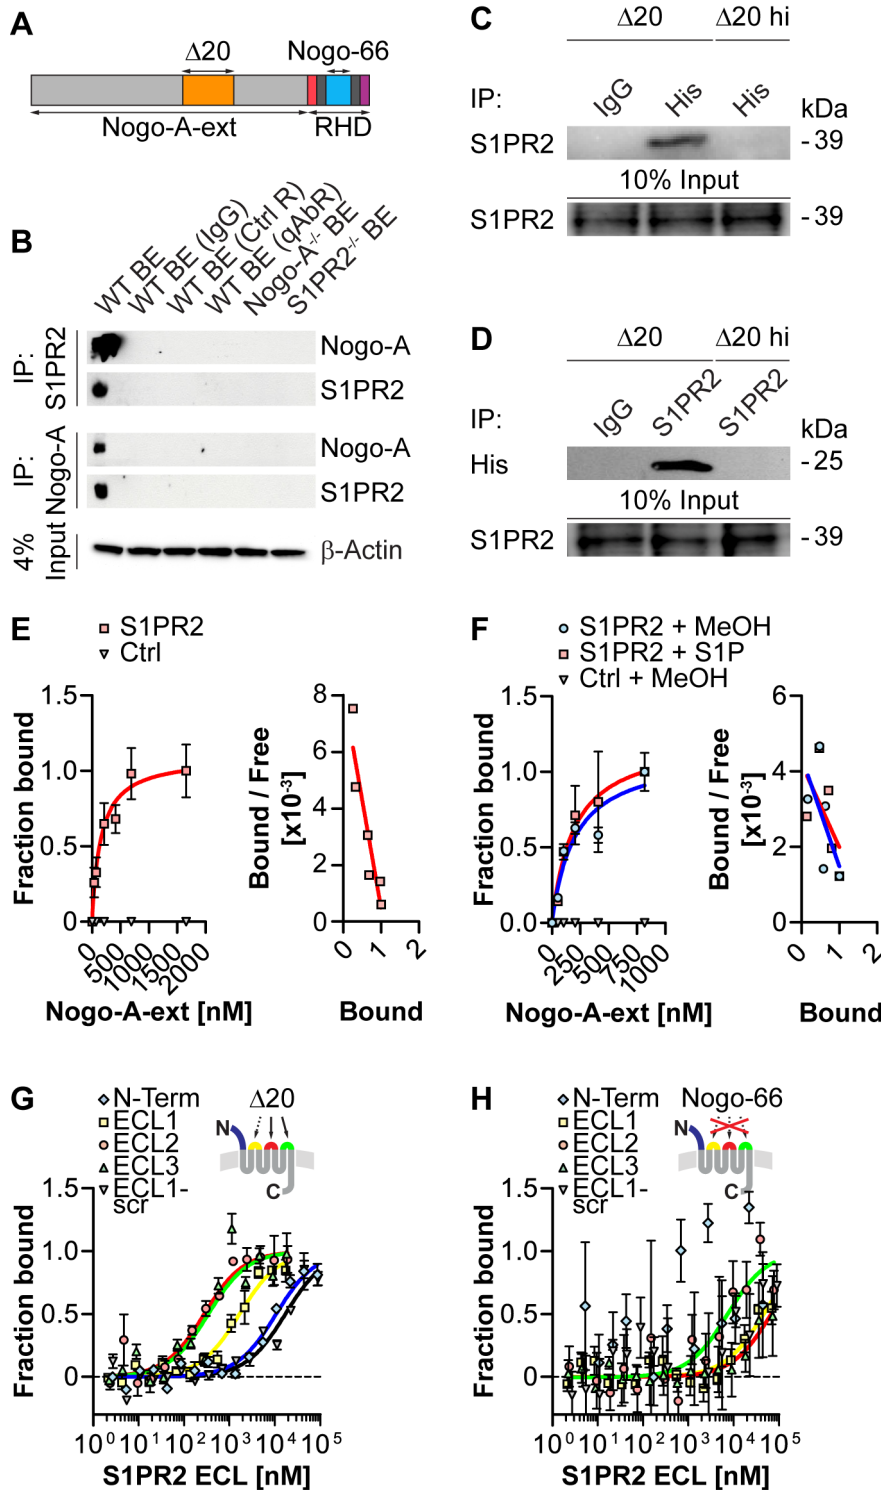 A
Δ20
Nogo-66
Nogo-A-ext
RHD
B
WT BE
WT BE (IgG)
WT BE (Ctrl R)
WT BE (qAbR)
Nogo-A-/- BE
S1PR2-/- BE
IP: S1PR2
Nogo-A
S1PR2
IP: Nogo-A
Nogo-A
S1PR2
4% Input
β-Actin
C
Δ20
Δ20 hi
IP:
IgG
His
His
kDa
S1PR2
-39
10% Input
S1PR2
-39
D
Δ20
Δ20 hi
IP:
IgG
S1PR2
S1PR2
kDa
His
-25
10% Input
S1PR2
-39
E
S1PR2
Ctrl
Fraction bound
1.5
1.0
0.5
0
0
500
1000
1500
2000
Nogo-A-ext [nM]
Bound / Free
[x10-3]
8
6
4
2
0
0
1
2
Bound
F
S1PR2 + MeOH
S1PR2 + S1P
Ctrl + MeOH
Fraction bound
1.5
1.0
0.5
0.0
0
250
500
750
1000
Nogo-A-ext [nM]
Bound / Free
[x10-3]
6
4
2
0
0
1
2
Bound
G
N-Term
ECL1
ECL2
ECL3
ECL1-
scr
Δ20
N
C
Fraction bound
1.5
1.0
0.5
0
10^0 10^1 10^2 10^3 10^4 10^5
S1PR2 ECL [nM]
H
N-Term
ECL1
ECL2
ECL3
ECL1-
scr
Nogo-66
N
C
Fraction bound
1.5
1.0
0.5
0
10^0 10^1 10^2 10^3 10^4 10^5
S1PR2 ECL [nM]